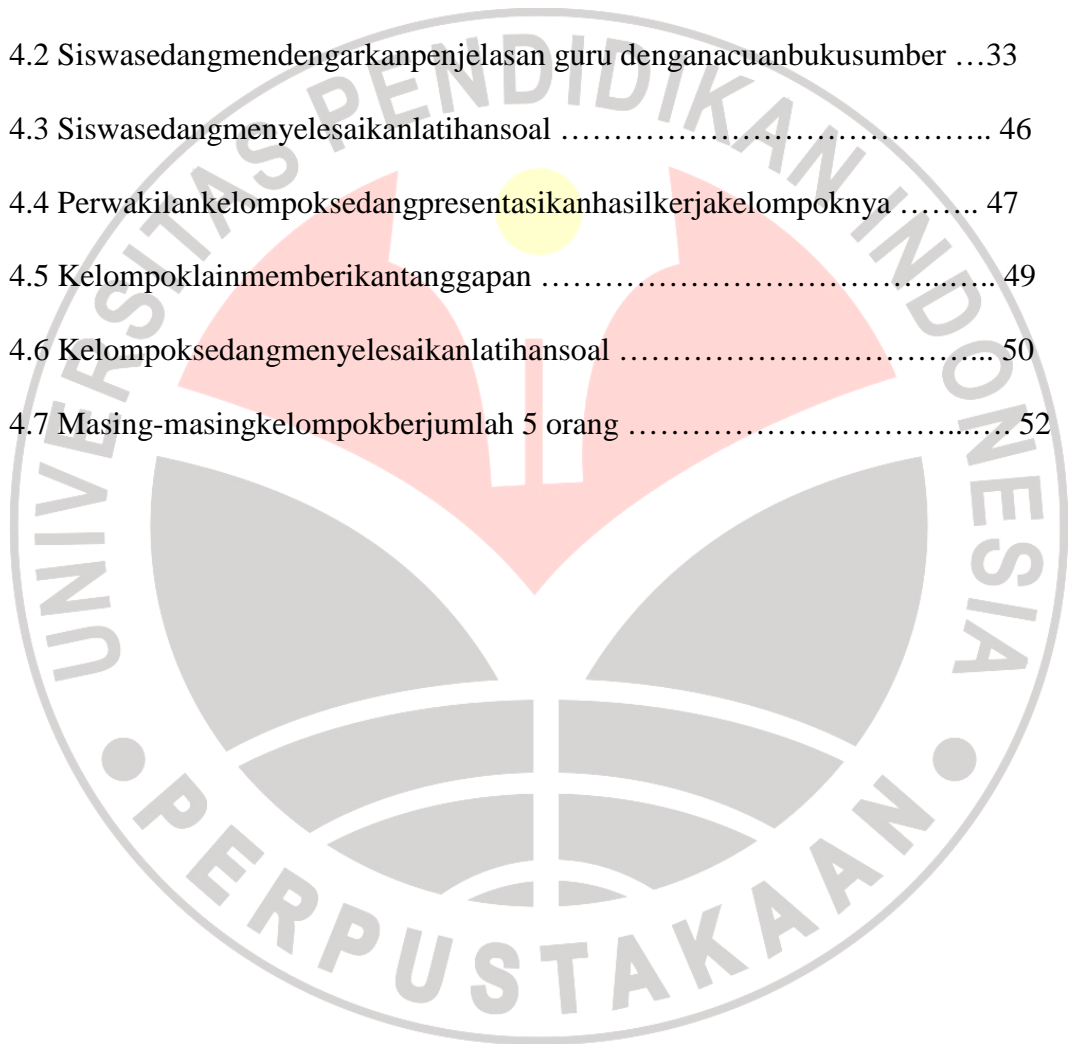 4.2 Siswasedangmendengarkanpenjelasan guru denganacuanbukusumber …33
4.3 Siswasedangmenyelesaikanlatihansoal ……………………………….. 46
4.4 Perwakilankelompoksedangpresentasikanhasilkerjakelompoknya …….. 47
4.5 Kelompoklainmemberikantanggapan ………………………………...….. 49
4.6 Kelompoksedangmenyelesaikanlatihansoal …………………………….. 50
4.7 Masing-masingkelompokberjumlah 5 orang …………………………...…. 52
UNIVERSITAS PENDIDIKAN INDONESIA
PERPUSTAKAAN